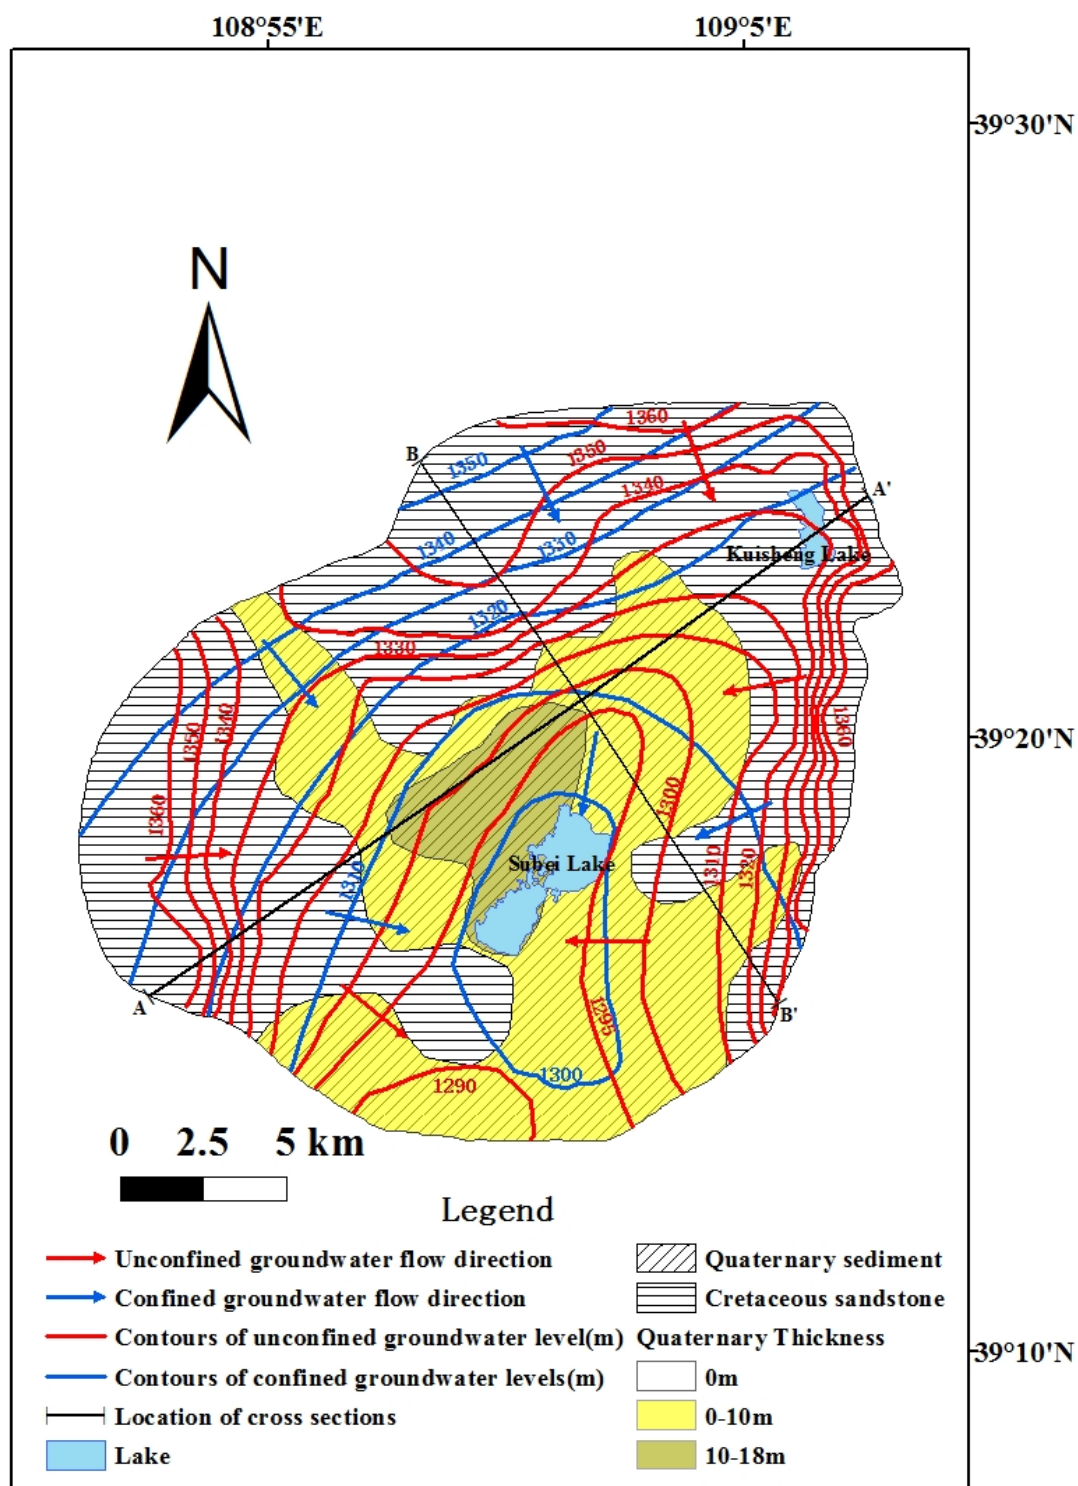 108°55'E 109°5'E
39°30'N
N
1360
B
1350
1350
1340
A'
1340
1330
Kuisheng Lake
1320
1330
1350
1340
1360
39°20'N
1300
1360
Subei Lake
1310
1310
1320
A
B'
1295
1300
1290
0 2.5 5 km
Legend
Unconfined groundwater flow direction
Confined groundwater flow direction
Contours of unconfined groundwater level(m)
Contours of confined groundwater levels(m)
Location of cross sections
Lake
Quaternary sediment
Cretaceous sandstone
Quaternary Thickness
39°10'N
0m
0-10m
10-18m